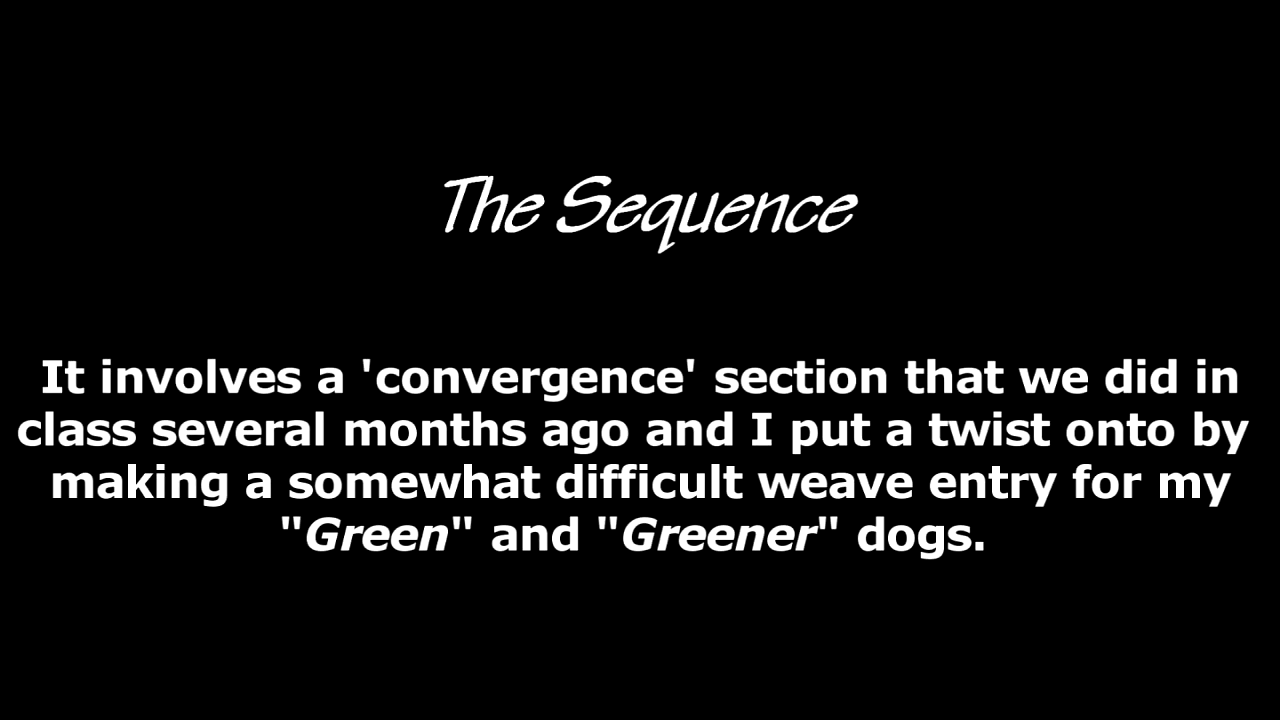 The Sequence
It involves a 'convergence' section that we did in
class several months ago and I put a twist onto by
making a somewhat difficult weave entry for my
"Green" and "Greener" dogs.